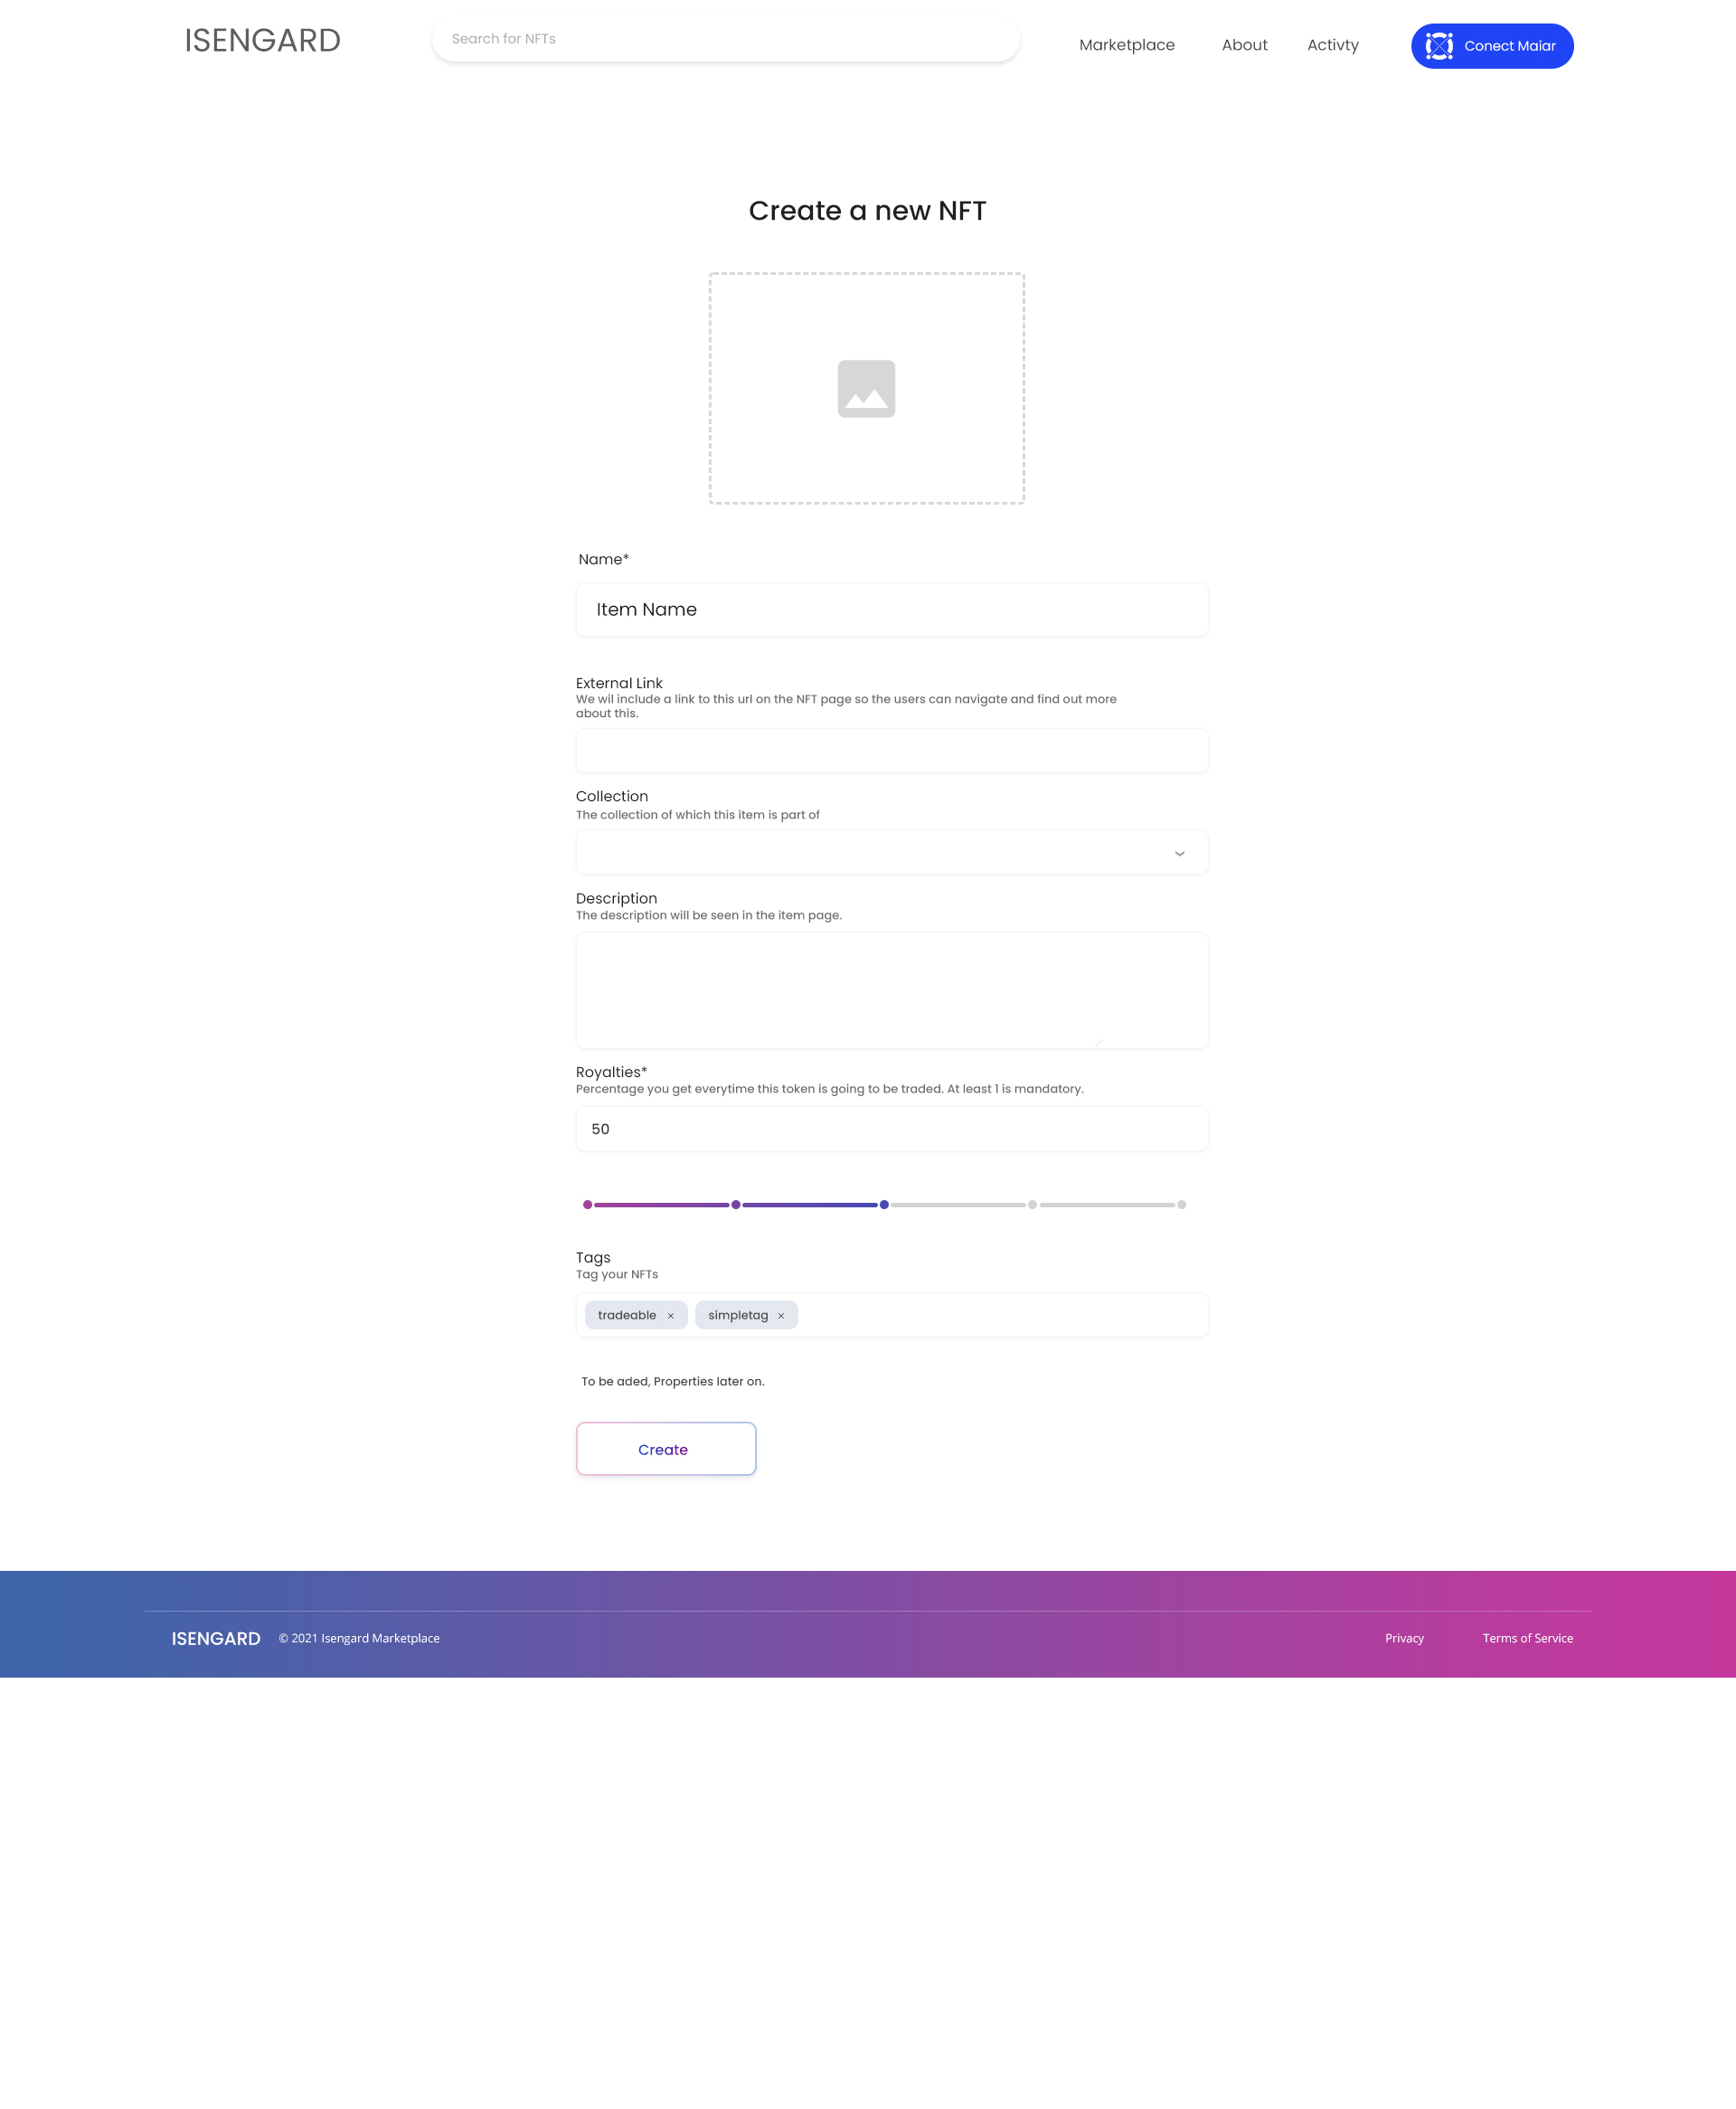 ISENGARD
Search for NFTs
Marketplace
About
Activty
Conect Maiar
Create a new NFT
Name*
Item Name
External Link
We wil include a link to this url on the NFT page so the users can navigate and find out more
about this.
Collection
The collection of which this item is part of
Description
The description will be seen in the item page.
Royalties*
Percentage you get everytime this token is going to be traded. At least 1 is mandatory.
50
Tags
Tag your NFTs
tradeable ×
simpletag ×
To be aded, Properties later on.
Create
ISENGARD
© 2021 Isengard Marketplace
Privacy
Terms of Service